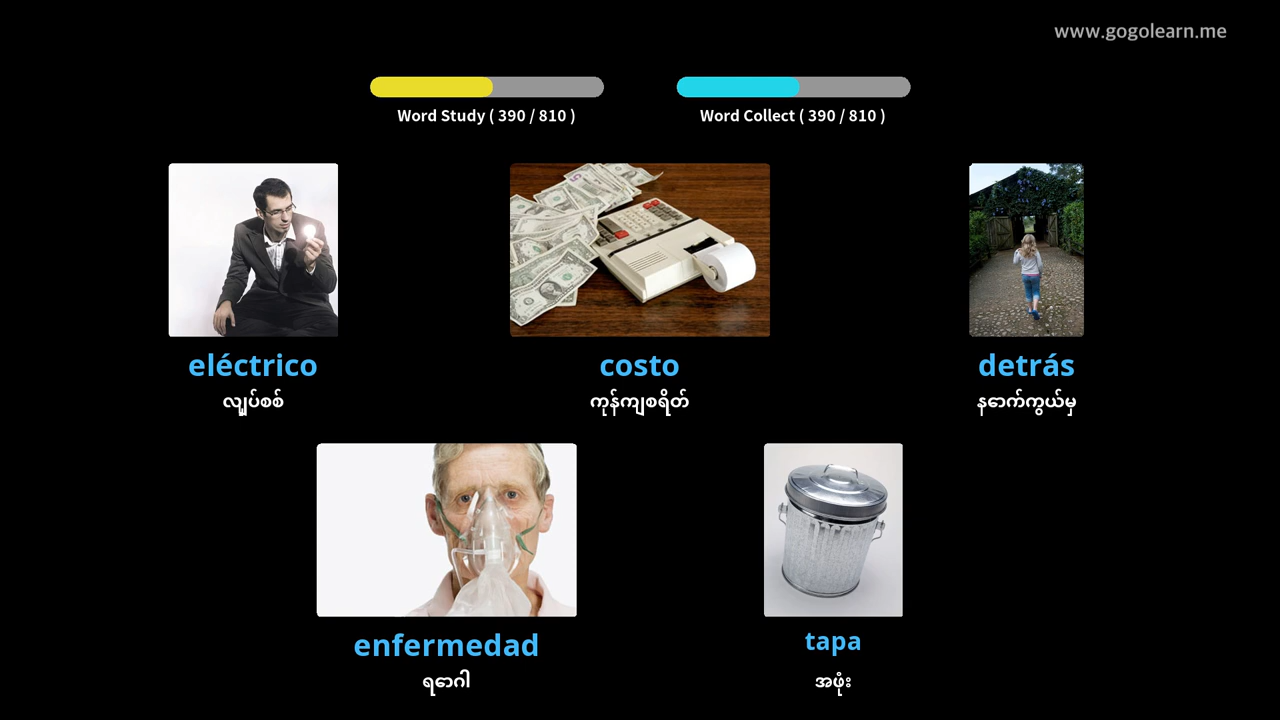 www.gogolearn.me
Word Study ( 390 / 810 )
Word Collect ( 390 / 810 )
eléctrico
လျှပ်စစ်
costo
ကုန်ကျစရိတ်
detrás
နောက်ကွယ်မှ
enfermedad
ရောဂါ
tapa
အဖုံး